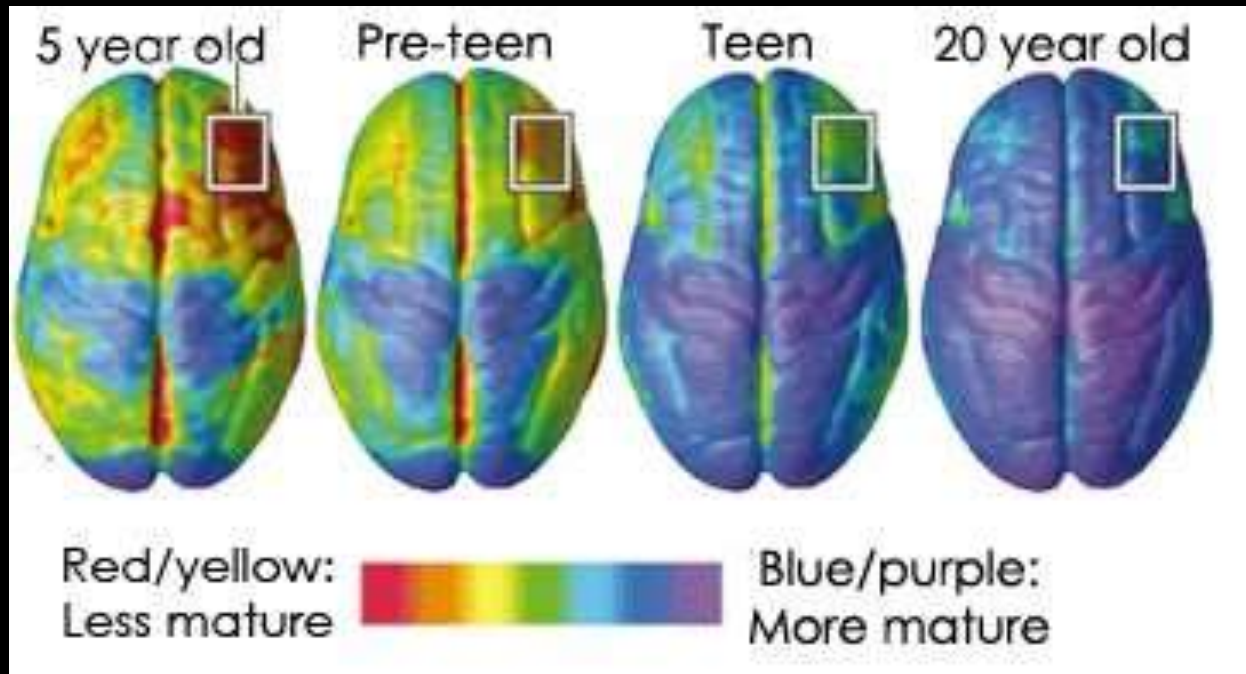 5 year old
Pre-teen
Teen
20 year old
Red/yellow:
Less mature
Blue/purple:
More mature